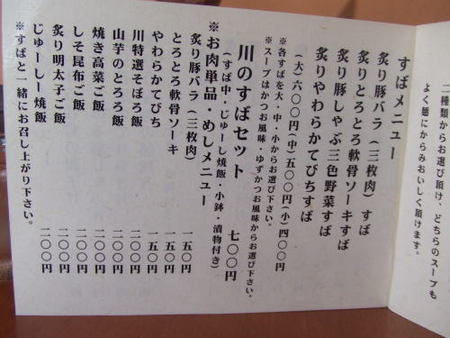 二種類からお選び頂け、どちらのスープも
よく麺にからみおいしく頂けます。
すばメニュー
炙り豚バラ（三枚肉）すば
炙りとろとろ軟骨ソーキすば
炙り豚しゃぶ三色野菜すば
炙りやわらかてびちすば
（大）六〇〇円（中）五〇〇円（小）四〇〇円
※各すばを大・中・小からお選び下さい。
※スープはかつお風味・ゆずかつお風味からお選び下さい。
川のすばセット 七〇〇円
（すば中・じゅーし焼飯・小鉢・漬物付き）
※お肉単品・めしメニュー
炙り豚バラ（三枚肉） 一五〇円
とろとろ軟骨ソーキ 一五〇円
やわらかてびち 一五〇円
川特選そぼろ飯 二〇〇円
山芋のとろろ飯 二〇〇円
焼き高菜ご飯 二〇〇円
しそ昆布ご飯 二〇〇円
炙り明太子ご飯 二〇〇円
じゅーしー焼飯 二〇〇円
※すばと一緒にお召し上がり下さい。